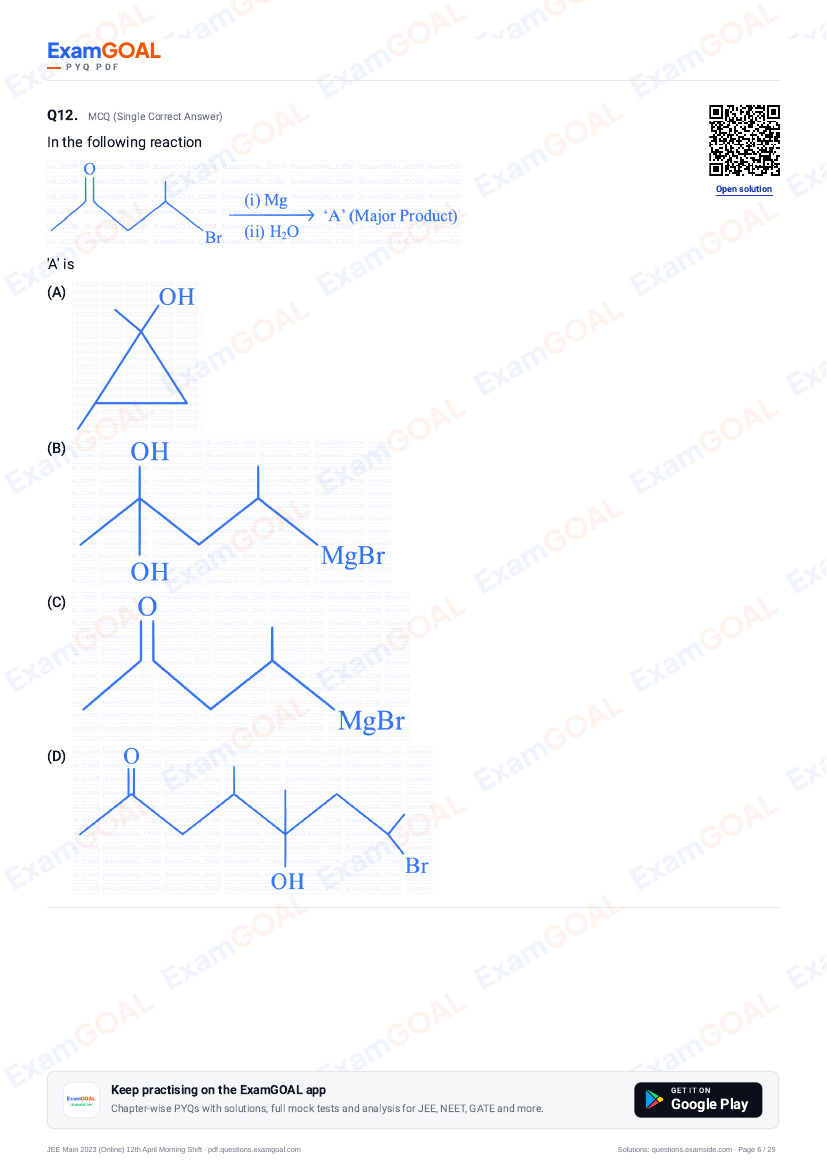 ExamGOAL
PYQ PDF
Q12. MCQ (Single Correct Answer)
In the following reaction
Open solution
O
Br
(i) Mg
(ii) H₂O
'A' (Major Product)
'A' is
(A)
OH
(B)
OH
OH
MgBr
(C)
O
MgBr
(D)
O
OH
Br
Keep practising on the ExamGOAL app
Chapter-wise PYQs with solutions, full mock tests and analysis for JEE, NEET, GATE and more.
GET IT ON
Google Play
JEE Main 2023 (Online) 12th April Morning Shift · pdf.questions.examgoal.com
Solutions: questions.examside.com · Page 6 / 25